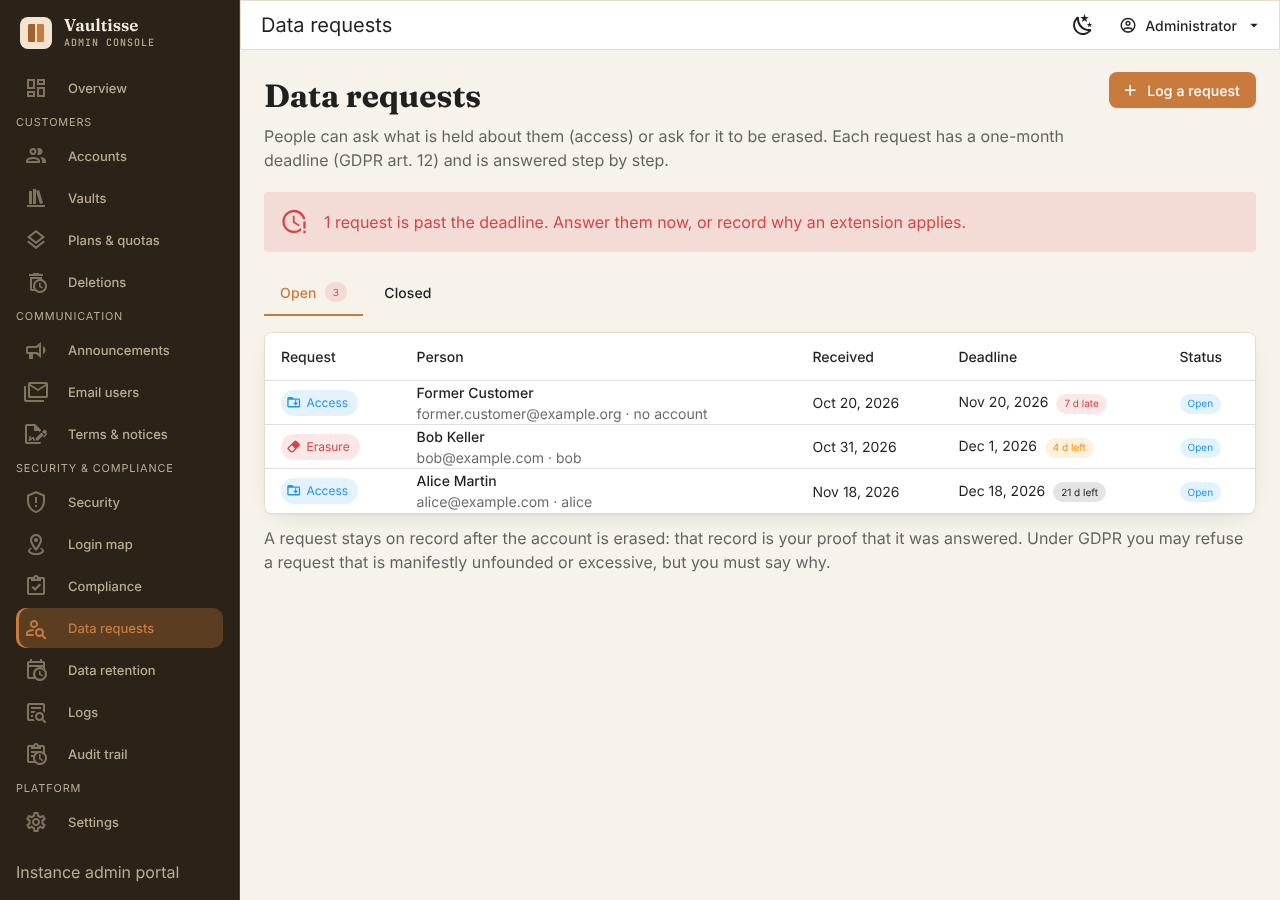 Vaultisse
ADMIN CONSOLE
Overview
CUSTOMERS
Accounts
Vaults
Plans & quotas
Deletions
COMMUNICATION
Announcements
Email users
Terms & notices
SECURITY & COMPLIANCE
Security
Login map
Compliance
Data requests
Data retention
Logs
Audit trail
PLATFORM
Settings
Instance admin portal
Data requests
Administrator
Data requests
Log a request
People can ask what is held about them (access) or ask for it to be erased. Each request has a one-month
deadline (GDPR art. 12) and is answered step by step.
1 request is past the deadline. Answer them now, or record why an extension applies.
Open 3 Closed
Request Person Received Deadline Status
Access Former Customer Oct 20, 2026 Nov 20, 2026 7 d late Open
former.customer@example.org · no account
Erasure Bob Keller Oct 31, 2026 Dec 1, 2026 4 d left Open
bob@example.com · bob
Access Alice Martin Nov 18, 2026 Dec 18, 2026 21 d left Open
alice@example.com · alice
A request stays on record after the account is erased: that record is your proof that it was answered. Under GDPR you may refuse
a request that is manifestly unfounded or excessive, but you must say why.